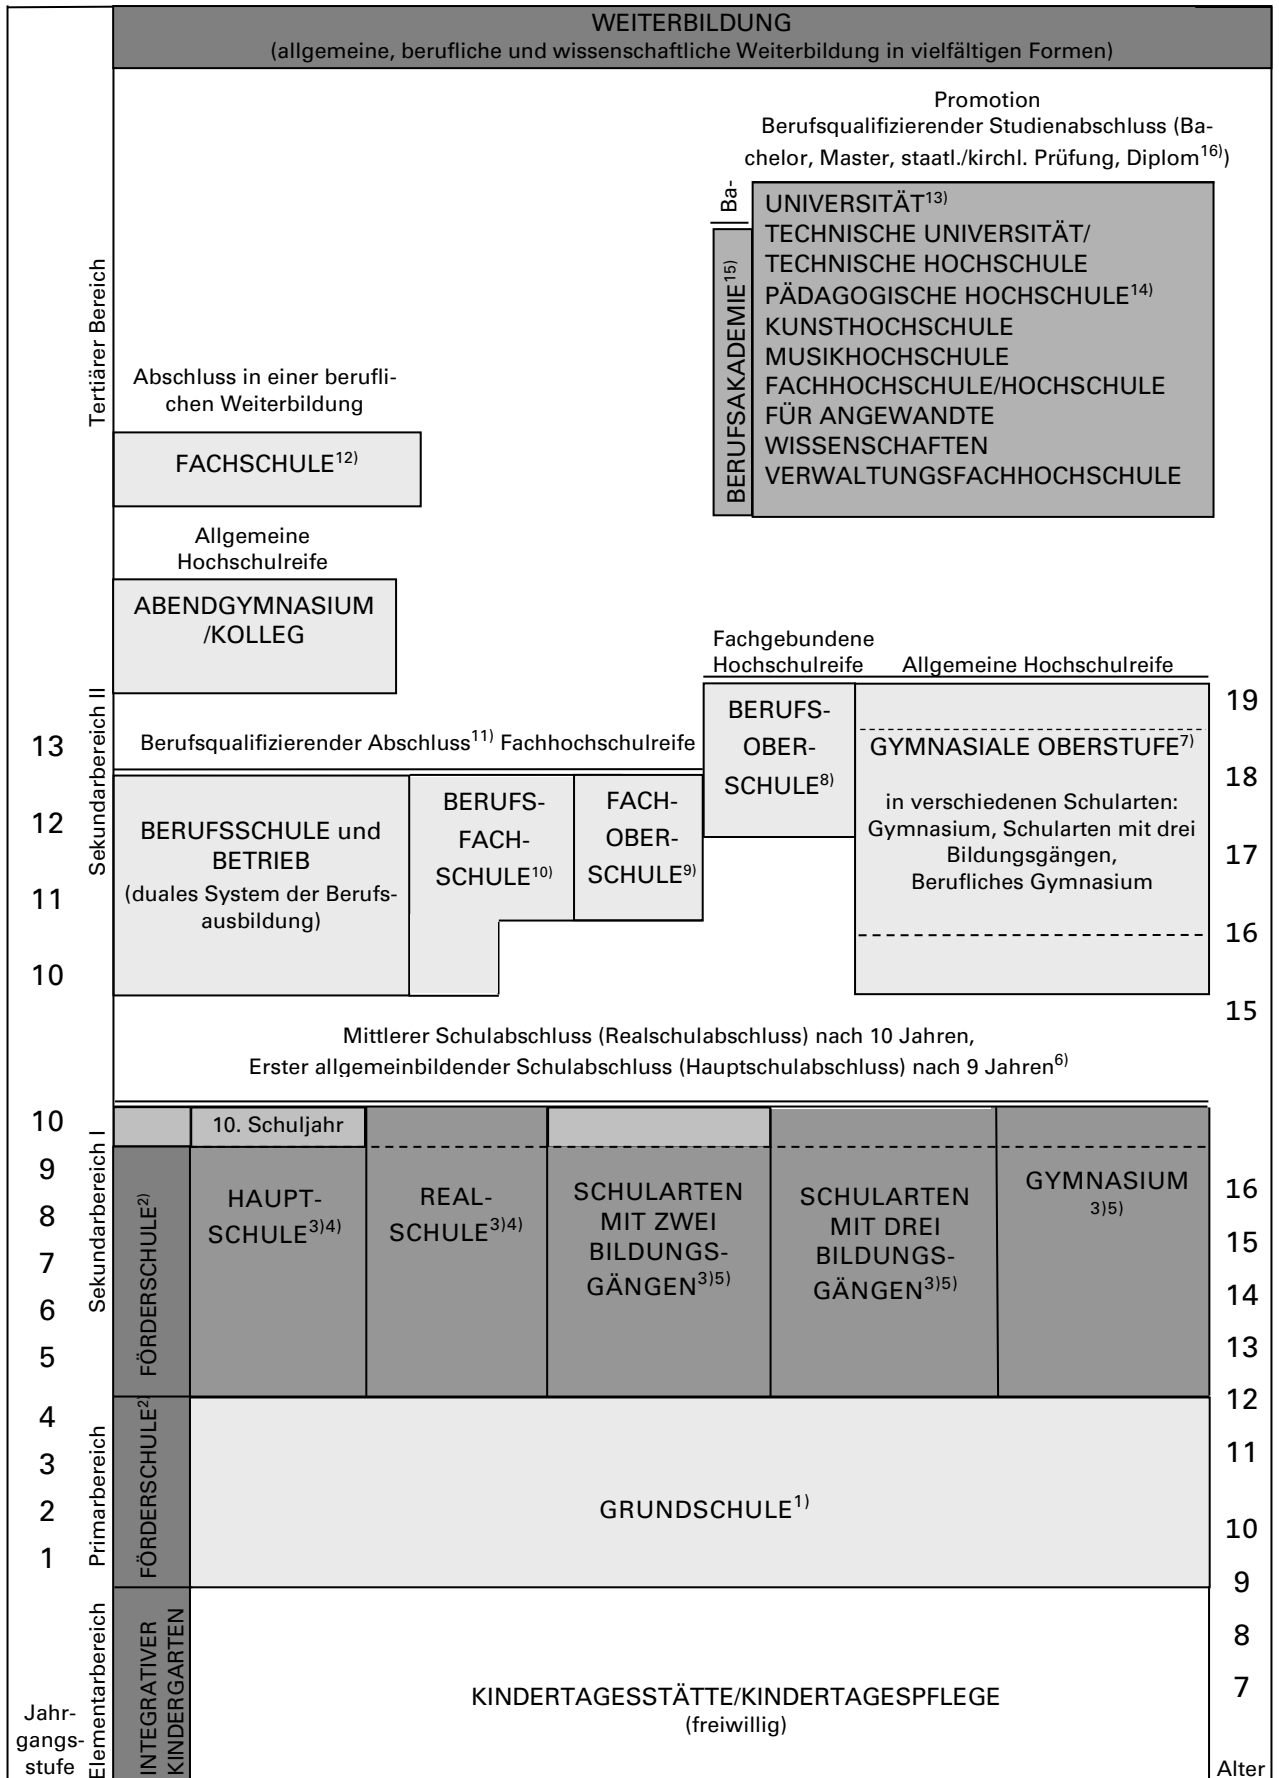 WEITERBILDUNG
(allgemeine, berufliche und wissenschaftliche Weiterbildung in vielfältigen Formen)
Promotion
Berufsqualifizierender Studienabschluss (Ba-
chelor, Master, staatl./kirchl. Prüfung, Diplom16))
Tertiärer Bereich
Ba-
BERUFSAKADEMIE15)
UNIVERSITÄT13)
TECHNISCHE UNIVERSITÄT/
TECHNISCHE HOCHSCHULE
PÄDAGOGISCHE HOCHSCHULE14)
KUNSTHOCHSCHULE
MUSIKHOCHSCHULE
FACHHOCHSCHULE/HOCHSCHULE
FÜR ANGEWANDTE
WISSENSCHAFTEN
VERWALTUNGSFACHHOCHSCHULE
Abschluss in einer berufli-
chen Weiterbildung
FACHSCHULE12)
Allgemeine
Hochschulreife
ABENDGYMNASIUM
/KOLLEG
Sekundarbereich II
13
12
11
10
Berufsqualifizierender Abschluss11) Fachhochschulreife
BERUFSSCHULE und
BETRIEB
(duales System der Berufs-
ausbildung)
BERUFS-
FACH-
SCHULE10)
FACH-
OBER-
SCHULE9)
Fachgebundene
Hochschulreife
BERUFS-
OBER-
SCHULE8)
Allgemeine Hochschulreife
GYMNASIALE OBERSTUFE7)
in verschiedenen Schularten:
Gymnasium, Schularten mit drei
Bildungsgängen,
Berufliches Gymnasium
19
18
17
16
15
Mittlerer Schulabschluss (Realschulabschluss) nach 10 Jahren,
Erster allgemeinbildender Schulabschluss (Hauptschulabschluss) nach 9 Jahren6)
10
9
8
7
6
5
Sekundarbereich I
FÖRDERSCHULE2)
10. Schuljahr
HAUPT-
SCHULE3)4)
REAL-
SCHULE3)4)
SCHULARTEN
MIT ZWEI
BILDUNGS-
GÄNGEN3)5)
SCHULARTEN
MIT DREI
BILDUNGS-
GÄNGEN3)5)
GYMNASIUM
3)5)
16
15
14
13
12
4
3
2
1
Primarbereich
FÖRDERSCHULE2)
GRUNDSCHULE1)
11
10
9
Jahr-
gangs-
stufe
Elementarbereich
INTEGRATIVER
KINDERGARTEN
KINDERTAGESSTÄTTE/KINDERTAGESPFLEGE
(freiwillig)
8
7
Alter